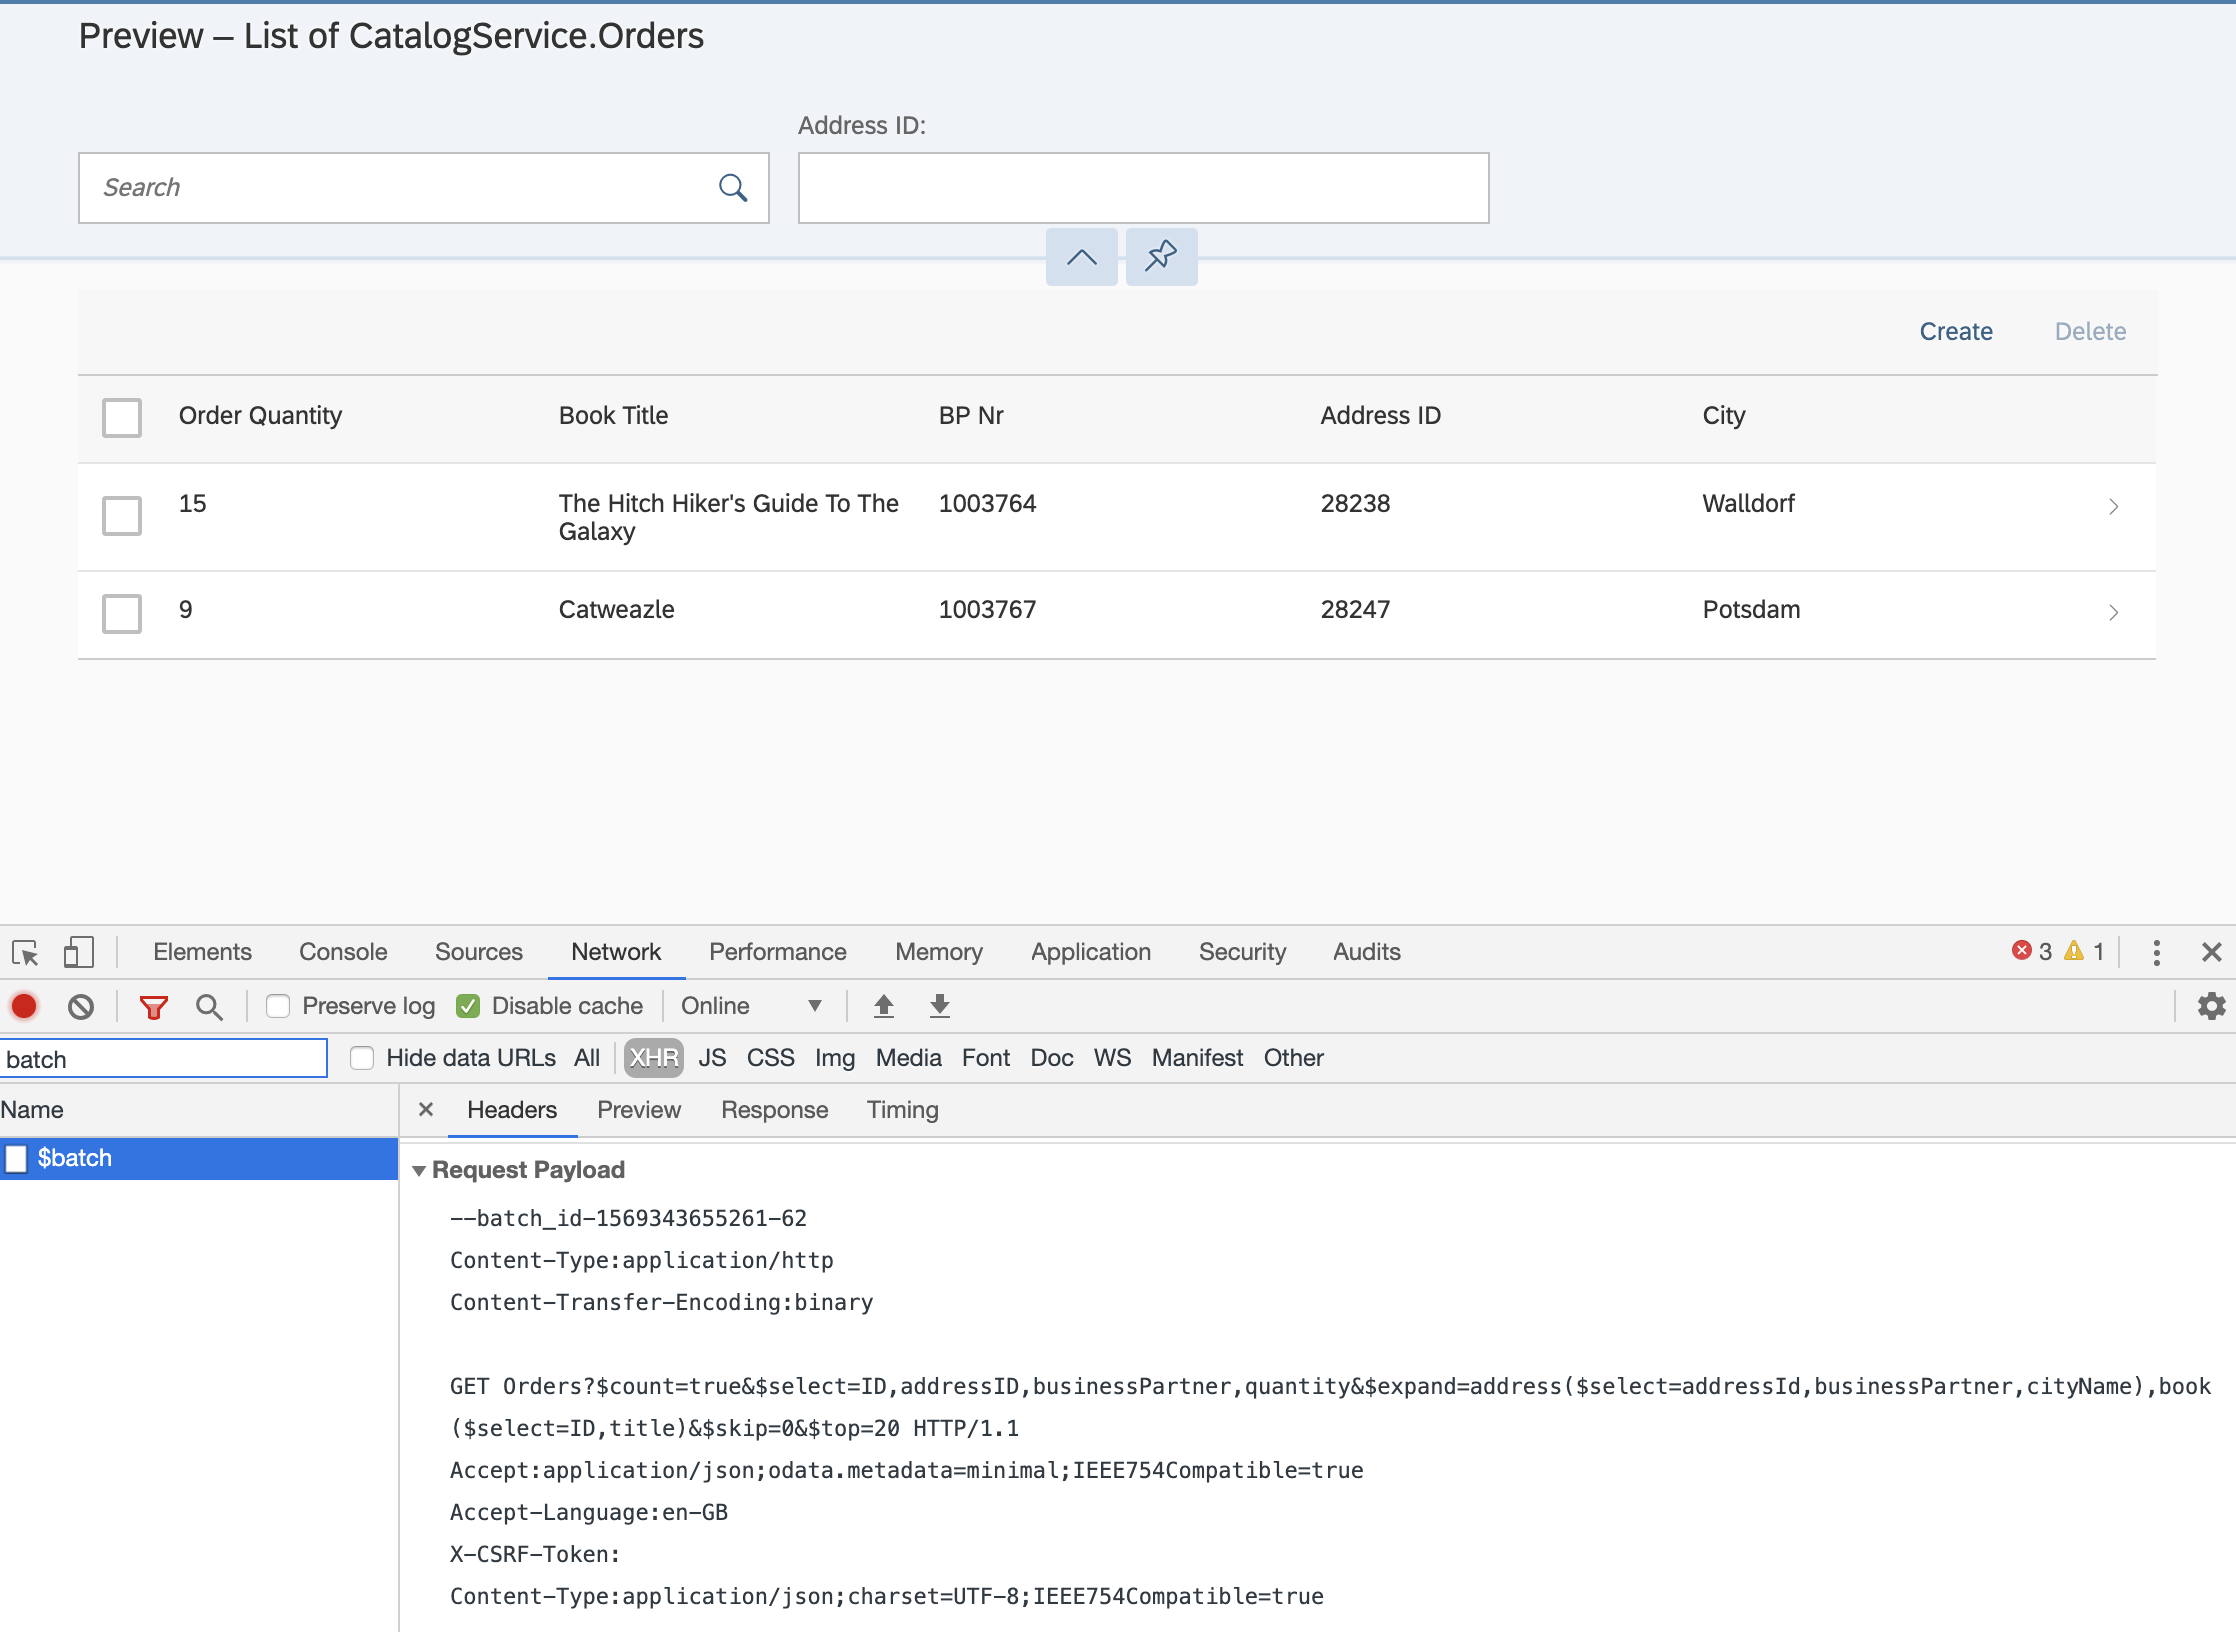 Preview – List of CatalogService.Orders
Address ID:
Search
Create Delete
Order Quantity Book Title BP Nr Address ID City
15 The Hitch Hiker's Guide To The 1003764 28238 Walldorf
Galaxy
9 Catweazle 1003767 28247 Potsdam
Elements Console Sources Network Performance Memory Application Security Audits 3 1
Preserve log Disable cache Online
batch Hide data URLs All XHR JS CSS Img Media Font Doc WS Manifest Other
Name Headers Preview Response Timing
$batch
Request Payload
--batch_id-1569343655261-62
Content-Type:application/http
Content-Transfer-Encoding:binary
GET Orders?$count=true&$select=ID,addressID,businessPartner,quantity&$expand=address($select=addressId,businessPartner,cityName),book
($select=ID,title)&$skip=0&$top=20 HTTP/1.1
Accept:application/json;odata.metadata=minimal;IEEE754Compatible=true
Accept-Language:en-GB
X-CSRF-Token:
Content-Type:application/json;charset=UTF-8;IEEE754Compatible=true